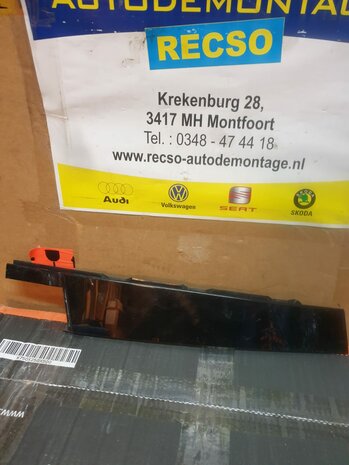 AUTODEMONTAGE
RECSO
Krekenburg 28,
3417 MH Montfoort
Tel. : 0348 - 47 44 18
www.recso-autodemontage.nl
Audi
Volkswagen
SEAT
ŠKODA